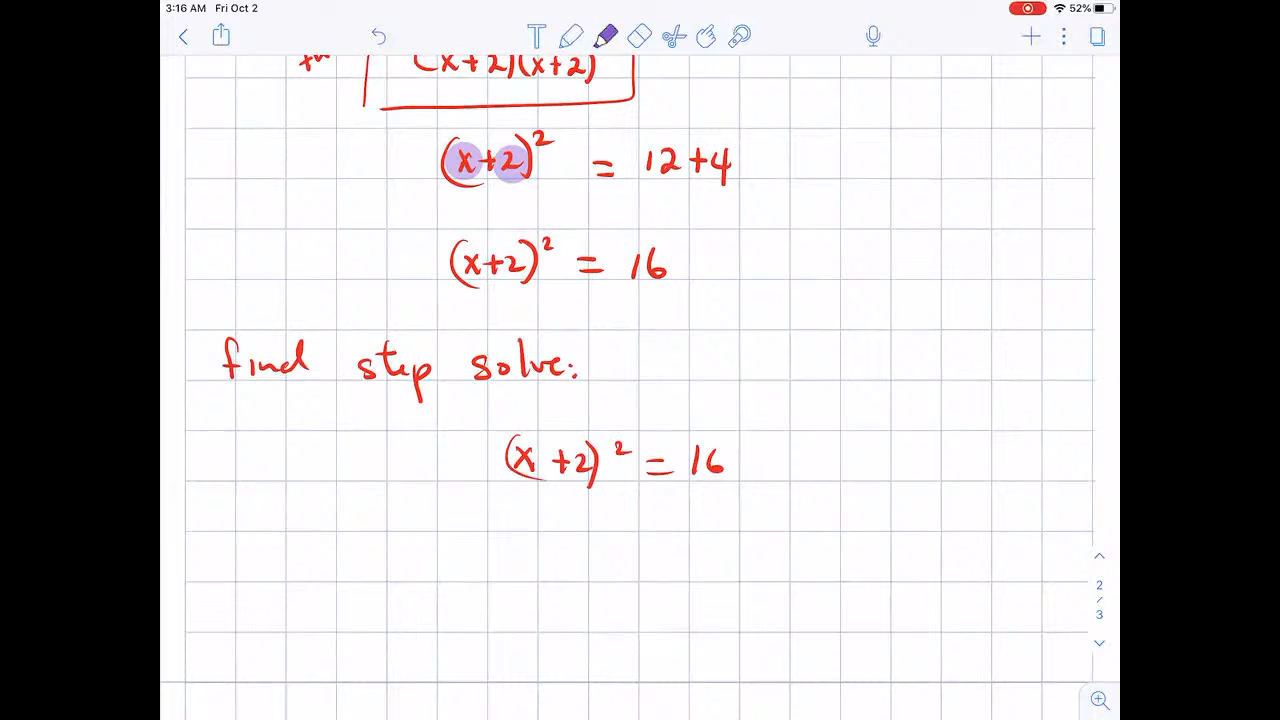 3:16 AM Fri Oct 2 52%
T
(x+2)(x+2)
(x+2)² = 12+4
(x+2)² = 16
find step solve:
(x+2)² = 16
2
/
3